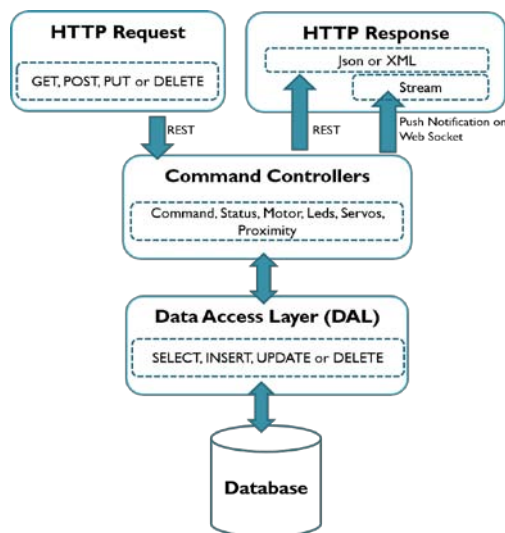 HTTP Request
GET, POST, PUT or DELETE
HTTP Response
Json or XML
Stream
REST
REST
Push Notification on
Web Socket
Command Controllers
Command, Status, Motor, Leds, Servos,
Proximity
Data Access Layer (DAL)
SELECT, INSERT, UPDATE or DELETE
Database